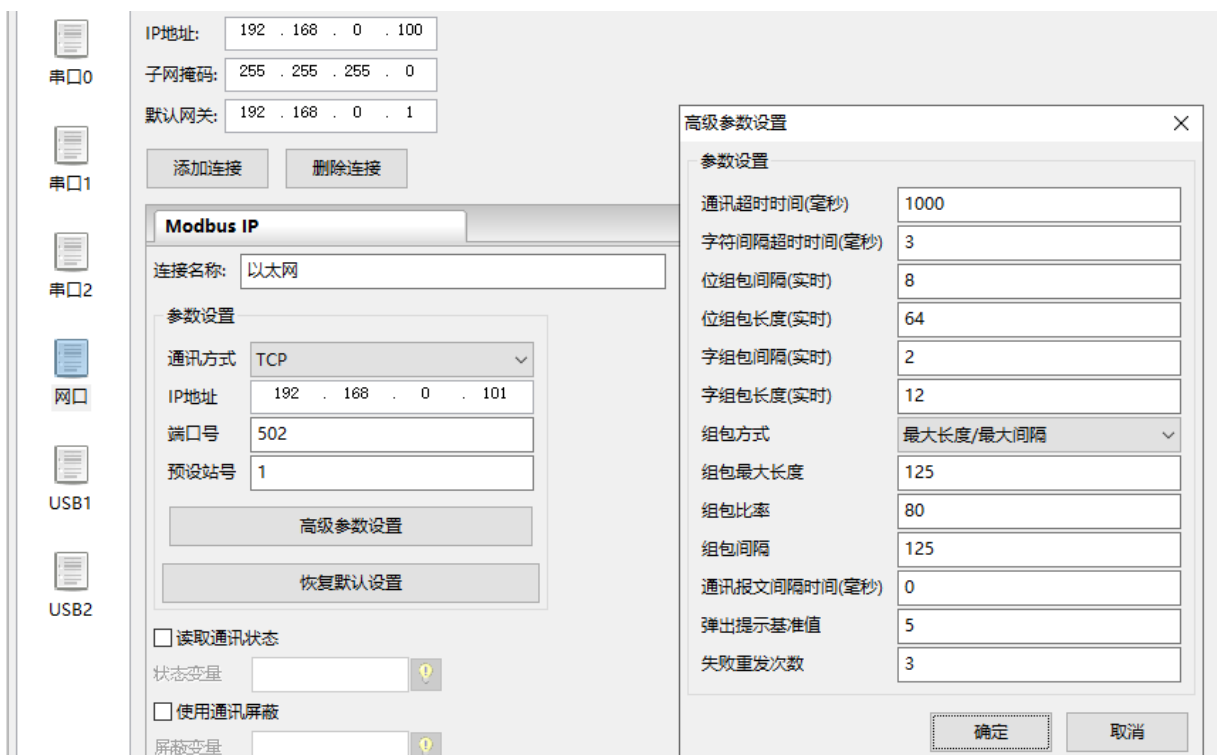 串口0
串口1
串口2
网口
USB1
USB2
IP地址: 192 . 168 . 0 . 100
子网掩码: 255 . 255 . 255 . 0
默认网关: 192 . 168 . 0 . 1
添加连接 删除连接
Modbus IP
连接名称: 以太网
参数设置
通讯方式 TCP
IP地址 192 . 168 . 0 . 101
端口号 502
预设站号 1
高级参数设置
恢复默认设置
读取通讯状态
状态变量
使用通讯屏蔽
屏蔽变量
高级参数设置
参数设置
通讯超时时间(毫秒) 1000
字符间隔超时时间(毫秒) 3
位组包间隔(实时) 8
位组包长度(实时) 64
字组包间隔(实时) 2
字组包长度(实时) 12
组包方式 最大长度/最大间隔
组包最大长度 125
组包比率 80
组包间隔 125
通讯报文间隔时间(毫秒) 0
弹出提示基准值 5
失败重发次数 3
确定 取消